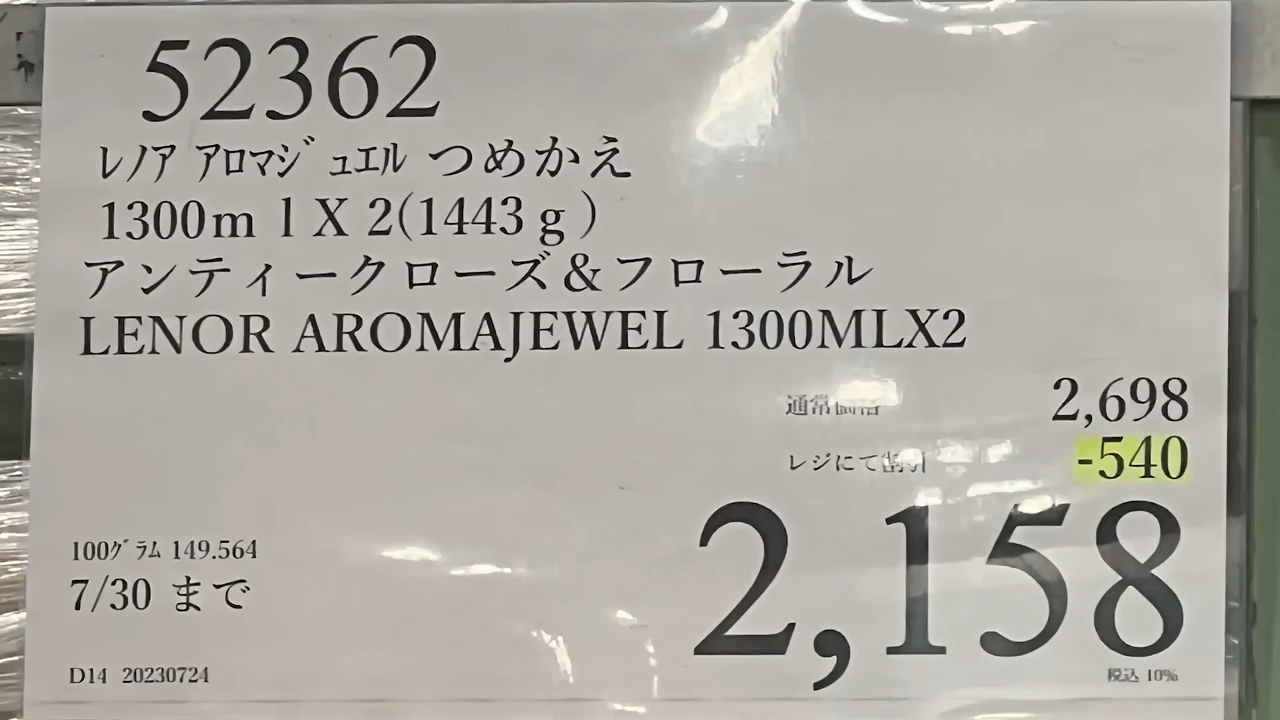 52362
ﾚﾉｱ ｱﾛﾏｼﾞｭｴﾙ つめかえ
1300ｍｌX 2(1443ｇ)
アンティークローズ＆フローラル
LENOR AROMAJEWEL 1300MLX2
通常価格 2,698
レジにて割引 -540
2,158
100ｸﾞﾗﾑ 149.564
7/30 まで
D14 20230724
税込 10%